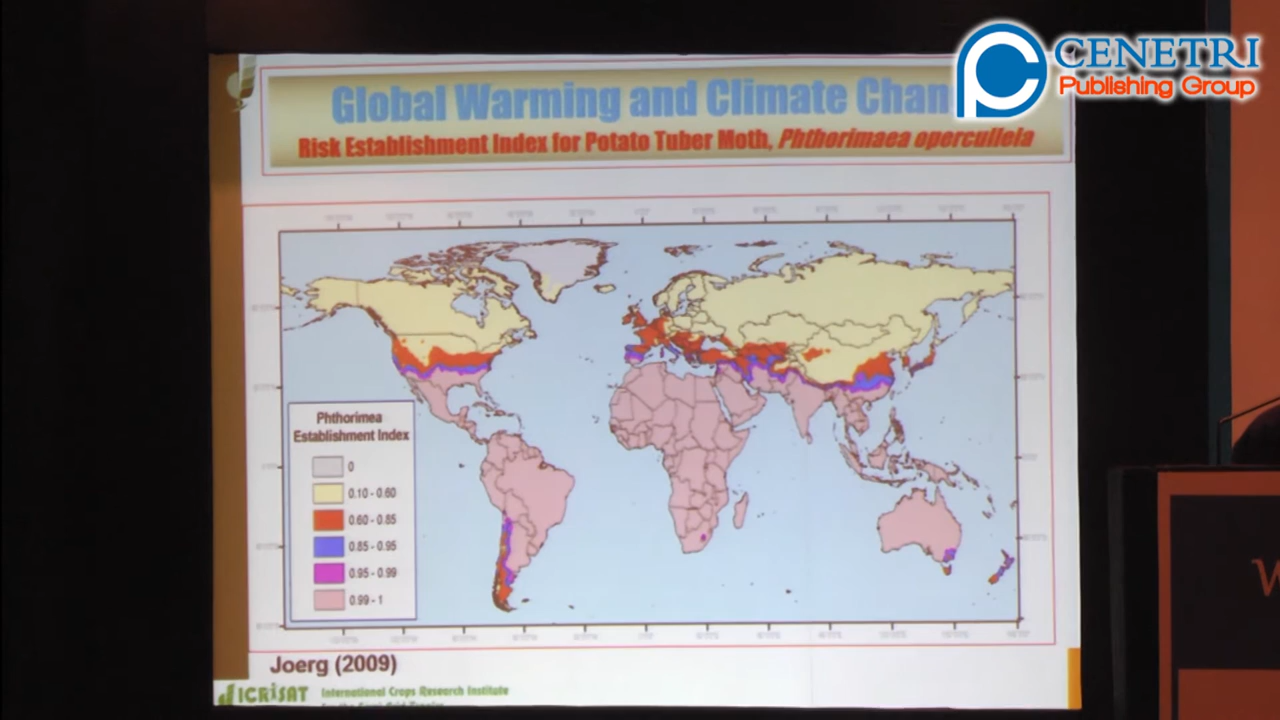 CENETRI
Publishing Group
Global Warming and Climate Chan
Risk Establishment Index for Potato Tuber Moth, Phthorimaea opercullela
Phthorimea
Establishment Index
0
0.10 - 0.60
0.60 - 0.85
0.85 - 0.95
0.95 - 0.99
0.99 - 1
Joerg (2009)
ICRISAT
International Crops Research Institute
W